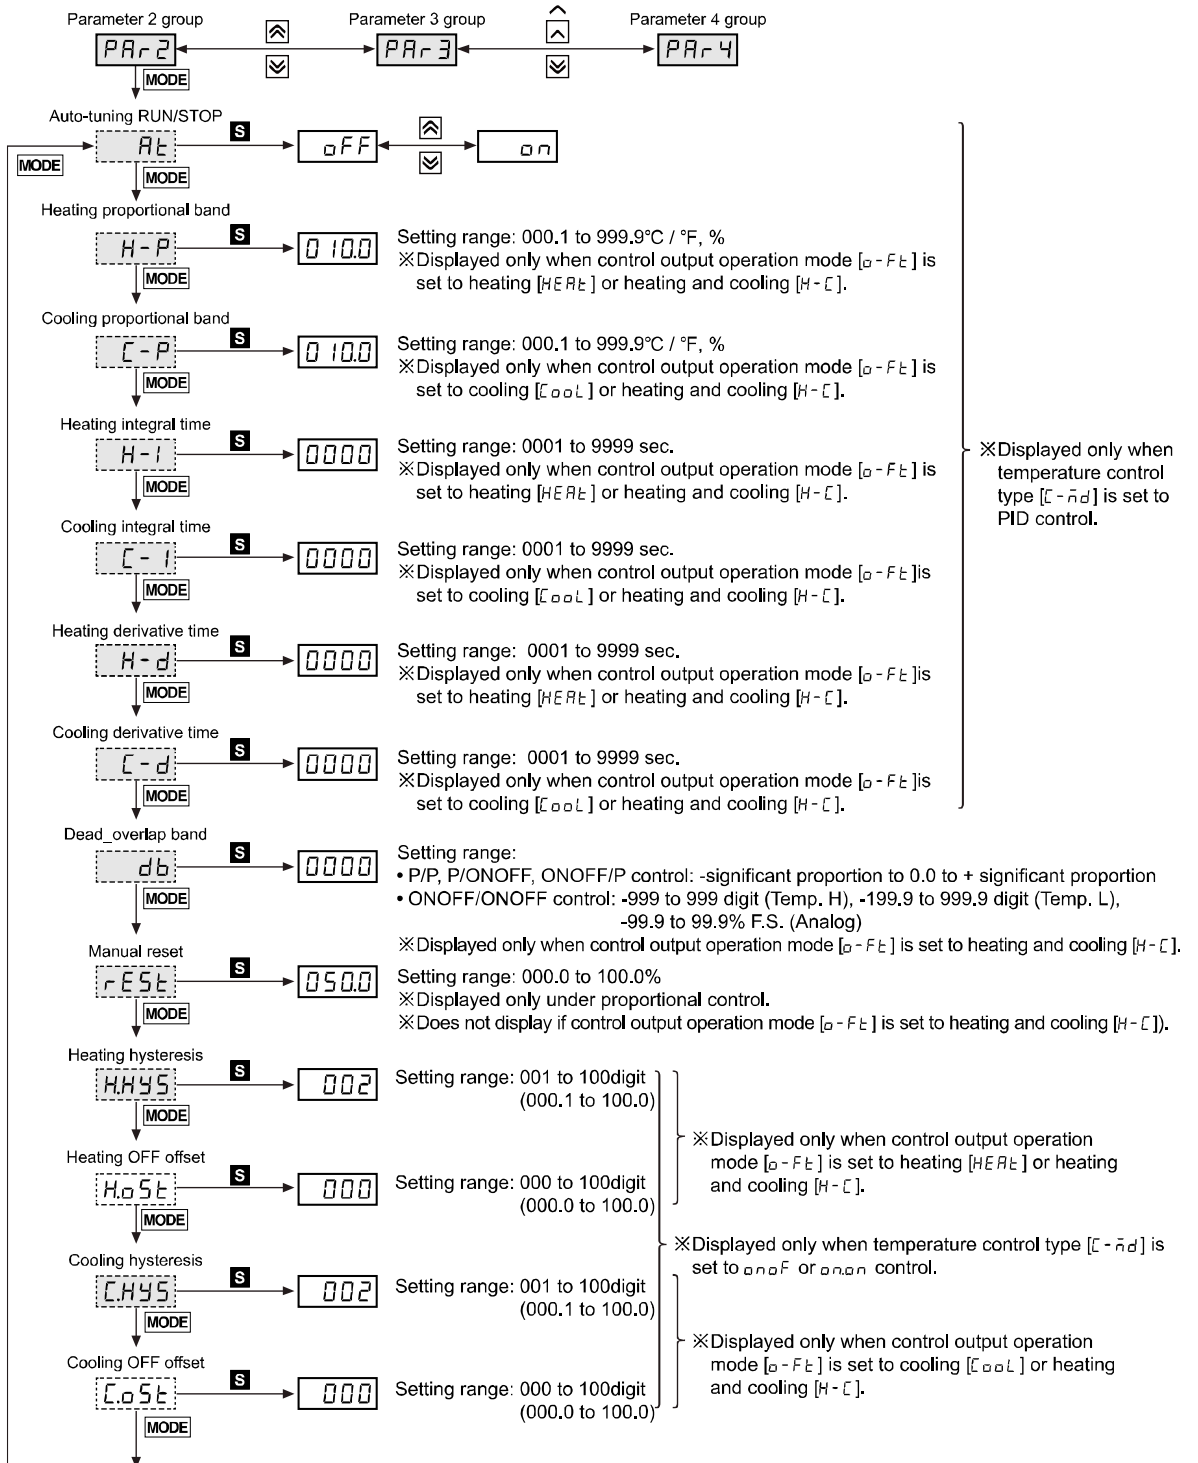 Parameter 2 group
Parameter 3 group
Parameter 4 group
PAr2
PAr3
PAr4
MODE
Auto-tuning RUN/STOP
MODE
At
S
oFF
on
MODE
Heating proportional band
H-P
S
010.0
Setting range: 000.1 to 999.9°C / °F, %
※Displayed only when control output operation mode [o-Ft] is
set to heating [HEAt] or heating and cooling [H-C].
MODE
Cooling proportional band
C-P
S
010.0
Setting range: 000.1 to 999.9°C / °F, %
※Displayed only when control output operation mode [o-Ft] is
set to cooling [CooL] or heating and cooling [H-C].
MODE
Heating integral time
H-I
S
0000
Setting range: 0001 to 9999 sec.
※Displayed only when control output operation mode [o-Ft] is
set to heating [HEAt] or heating and cooling [H-C].
MODE
※Displayed only when
temperature control
type [C-md] is set to
PID control.
Cooling integral time
C-I
S
0000
Setting range: 0001 to 9999 sec.
※Displayed only when control output operation mode [o-Ft]is
set to cooling [CooL] or heating and cooling [H-C].
MODE
Heating derivative time
H-d
S
0000
Setting range: 0001 to 9999 sec.
※Displayed only when control output operation mode [o-Ft]is
set to heating [HEAt] or heating and cooling [H-C].
MODE
Cooling derivative time
C-d
S
0000
Setting range: 0001 to 9999 sec.
※Displayed only when control output operation mode [o-Ft]is
set to cooling [CooL] or heating and cooling [H-C].
MODE
Dead_overlap band
db
S
0000
Setting range:
• P/P, P/ONOFF, ONOFF/P control: -significant proportion to 0.0 to + significant proportion
• ONOFF/ONOFF control: -999 to 999 digit (Temp. H), -199.9 to 999.9 digit (Temp. L),
-99.9 to 99.9% F.S. (Analog)
※Displayed only when control output operation mode [o-Ft] is set to heating and cooling [H-C].
MODE
Manual reset
rESt
S
050.0
Setting range: 000.0 to 100.0%
※Displayed only under proportional control.
※Does not display if control output operation mode [o-Ft] is set to heating and cooling [H-C]).
MODE
Heating hysteresis
H.HYS
S
002
Setting range: 001 to 100digit
(000.1 to 100.0)
MODE
※Displayed only when control output operation
mode [o-Ft] is set to heating [HEAt] or heating
and cooling [H-C].
Heating OFF offset
H.oSt
S
000
Setting range: 000 to 100digit
(000.0 to 100.0)
MODE
※Displayed only when temperature control type [C-md] is
set to onoF or on.on control.
Cooling hysteresis
C.HYS
S
002
Setting range: 001 to 100digit
(000.1 to 100.0)
MODE
※Displayed only when control output operation
mode [o-Ft] is set to cooling [CooL] or heating
and cooling [H-C].
Cooling OFF offset
C.oSt
S
000
Setting range: 000 to 100digit
(000.0 to 100.0)
MODE